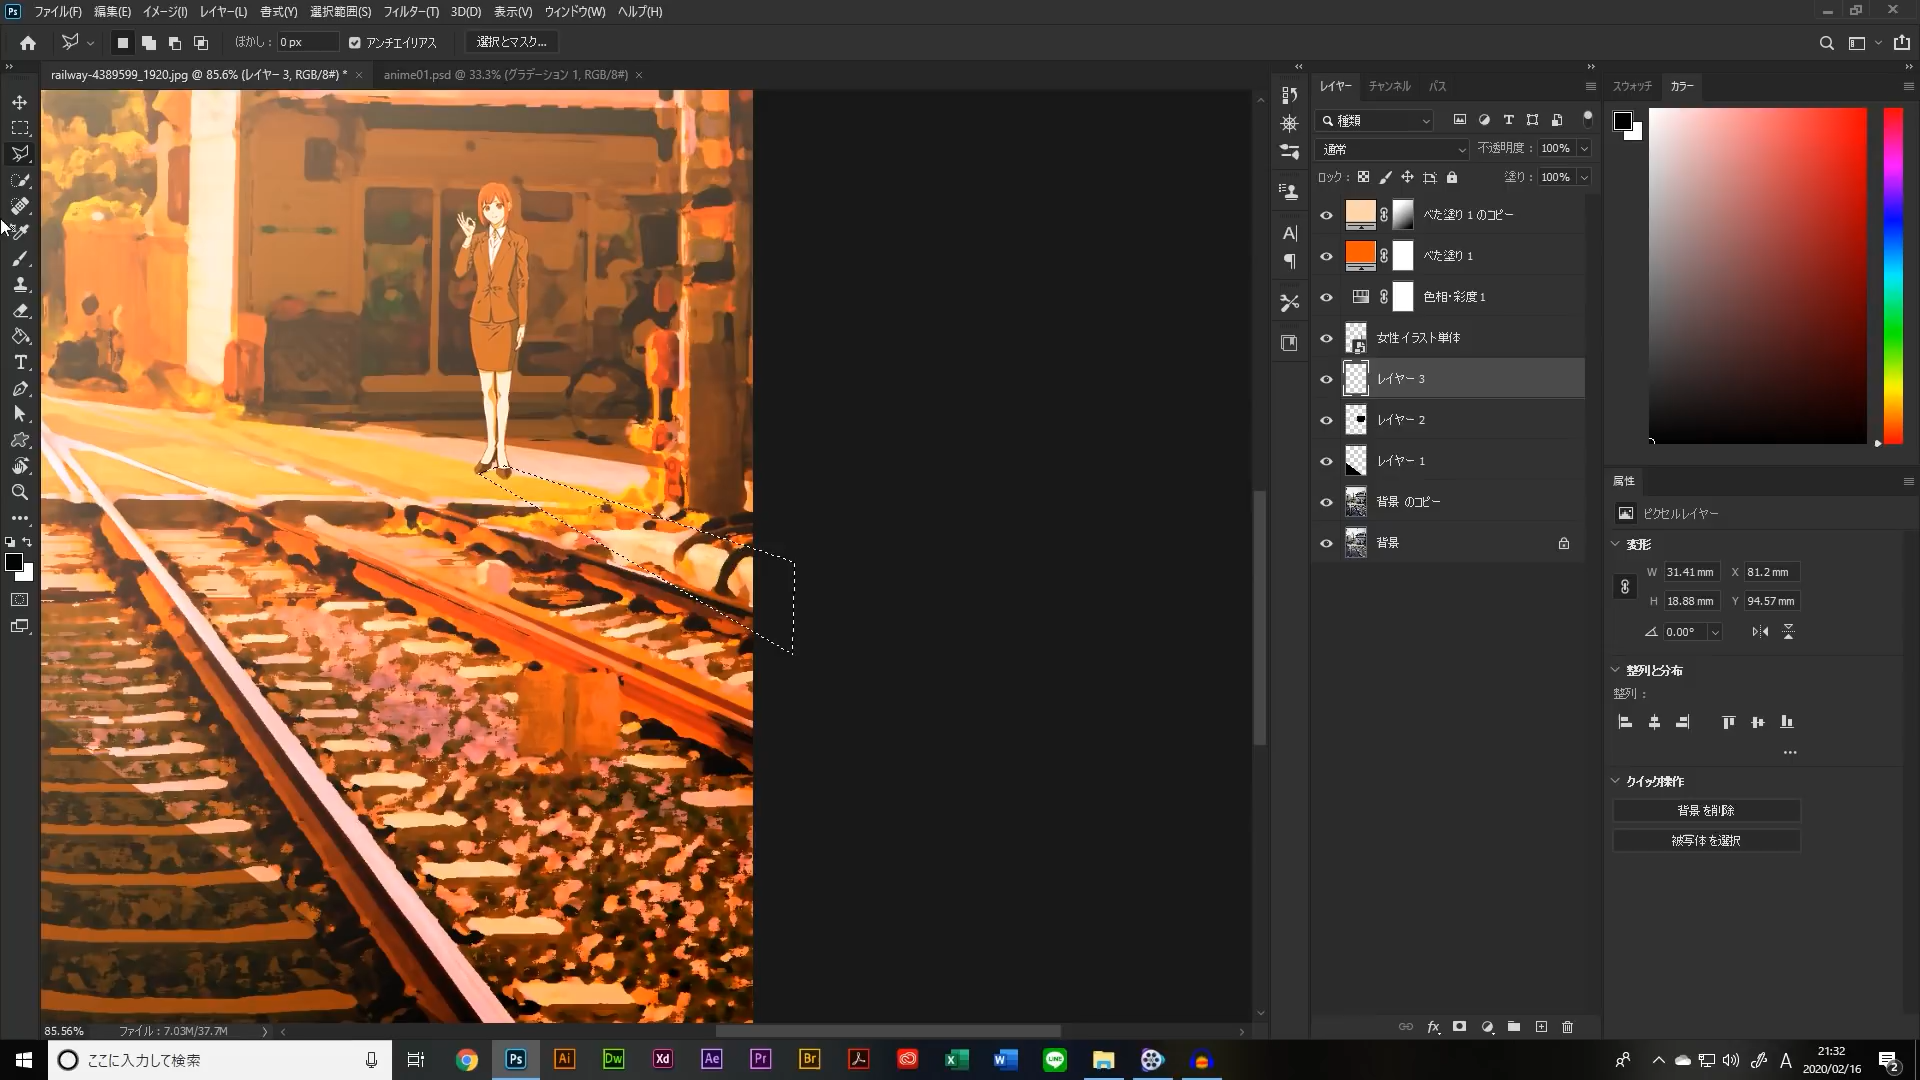 Ps ファイル(F) 編集(E) イメージ(I) レイヤー(L) 書式(Y) 選択範囲(S) フィルター(T) 3D(D) 表示(V) ウィンドウ(W) ヘルプ(H)
ぼかし : 0 px アンチエイリアス 選択とマスク...
railway-4389599_1920.jpg @ 85.6% (レイヤー 3, RGB/8#) * × anime01.psd @ 33.3% (グラデーション 1, RGB/8#) ×
レイヤー チャンネル パス
スウォッチ カラー
種類
通常 不透明度 : 100%
ロック : 塗り : 100%
べた塗り 1 のコピー
べた塗り 1
色相・彩度 1
女性イラスト単体
レイヤー 3
レイヤー 2
レイヤー 1
背景 のコピー
背景
属性
ピクセルレイヤー
変形
W 31.41 mm X 81.2 mm
H 18.88 mm Y 94.57 mm
0.00°
整列と分布
整列 :
クイック操作
背景を削除
被写体を選択
85.56% ファイル : 7.03M/37.7M
ここに入力して検索
Ps Ai Dw Xd Ae Pr Br LINE
A
21:32
2020/02/16
2